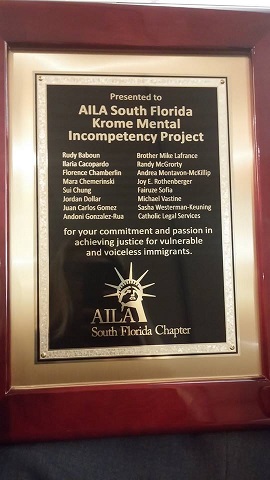 Presented to
AILA South Florida
Krome Mental
Incompetency Project
Rudy Baboun
Ilaria Cacopardo
Florence Chamberlin
Mara Chemerinski
Sui Chung
Jordan Dollar
Juan Carlos Gomez
Andoni Gonzalez-Rua
Brother Mike Lafrance
Randy McGrorty
Andrea Montavon-McKillip
Joy E. Rothenberger
Fairuze Sofia
Michael Vastine
Sasha Westerman-Keuning
Catholic Legal Services
for your commitment and passion in
achieving justice for vulnerable
and voiceless immigrants.
AILA
South Florida Chapter